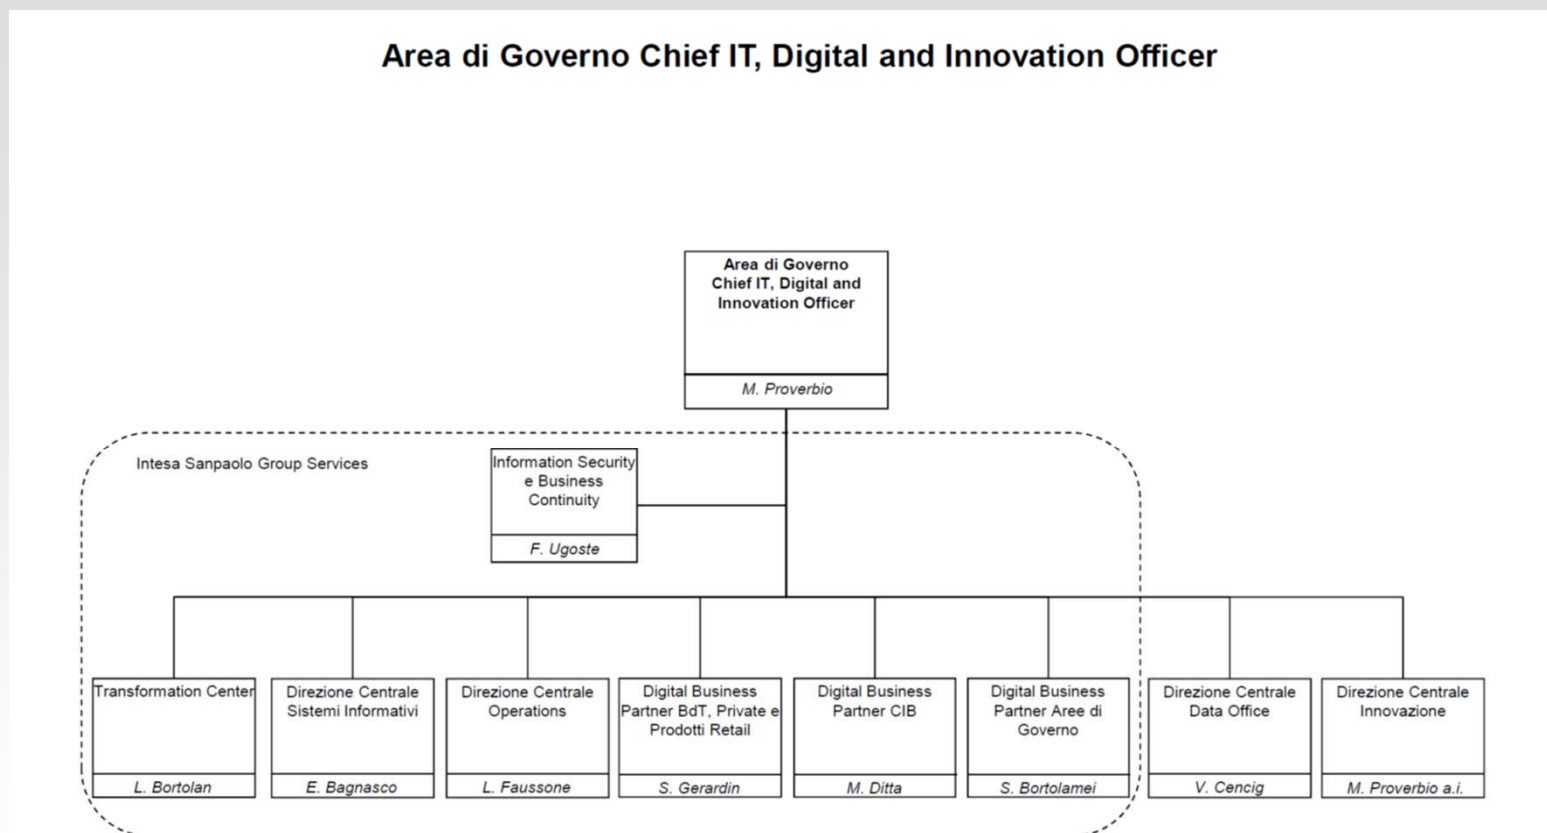 Area di Governo Chief IT, Digital and Innovation Officer
Area di Governo
Chief IT, Digital and
Innovation Officer
M. Proverbio
Intesa Sanpaolo Group Services
Information Security
e Business
Continuity
F. Ugoste
Transformation Center
L. Bortolan
Direzione Centrale
Sistemi Informativi
E. Bagnasco
Direzione Centrale
Operations
L. Faussone
Digital Business
Partner BdT, Private e
Prodotti Retail
S. Gerardin
Digital Business
Partner CIB
M. Ditta
Digital Business
Partner Aree di
Governo
S. Bortolamei
Direzione Centrale
Data Office
V. Cencig
Direzione Centrale
Innovazione
M. Proverbio a.i.